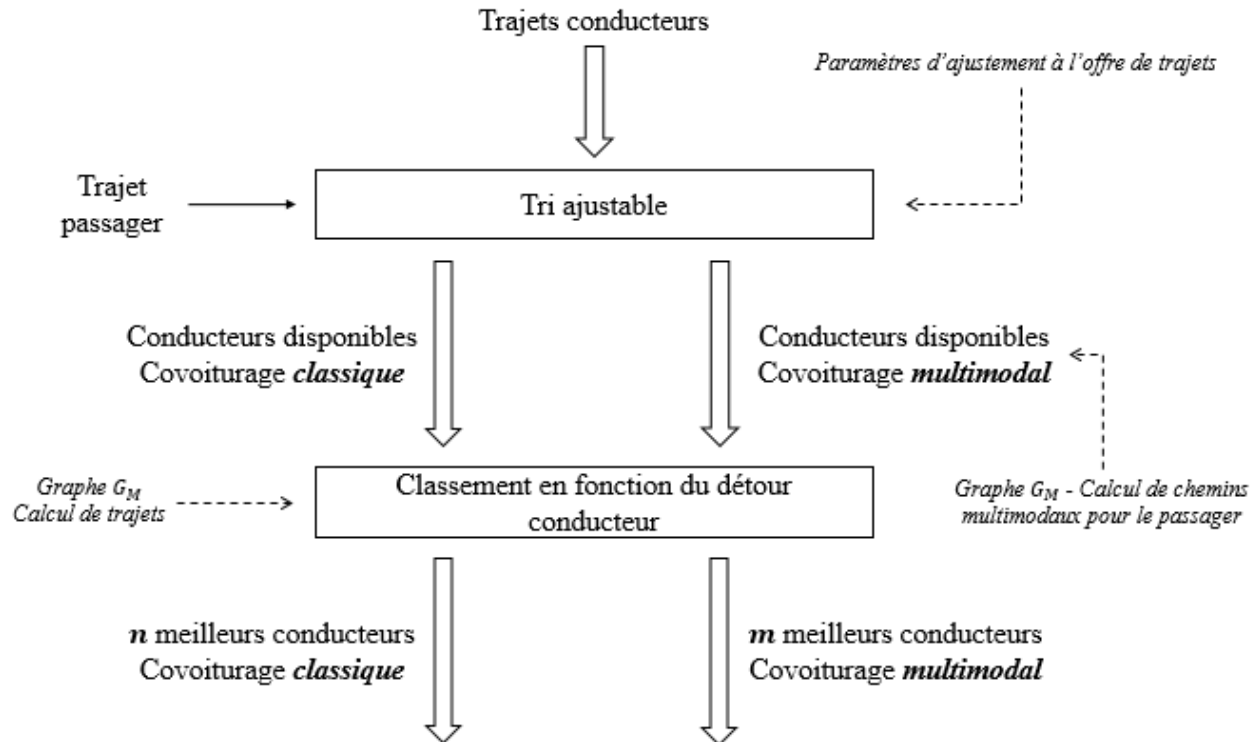 Trajets conducteurs
Paramètres d'ajustement à l'offre de trajets
Trajet
passager
Tri ajustable
Conducteurs disponibles
Covoiturage classique
Conducteurs disponibles
Covoiturage multimodal
Graphe G_M
Calcul de trajets
Classement en fonction du détour
conducteur
Graphe G_M - Calcul de chemins
multimodaux pour le passager
n meilleurs conducteurs
Covoiturage classique
m meilleurs conducteurs
Covoiturage multimodal